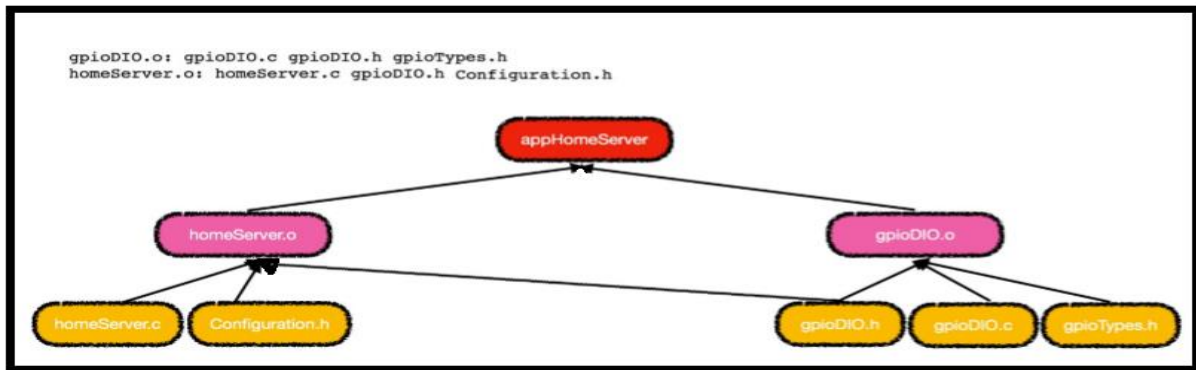 gpioDIO.o: gpioDIO.c gpioDIO.h gpioTypes.h
homeServer.o: homeServer.c gpioDIO.h Configuration.h
appHomeServer
homeServer.o
gpioDIO.o
homeServer.c
Configuration.h
gpioDIO.h
gpioDIO.c
gpioTypes.h